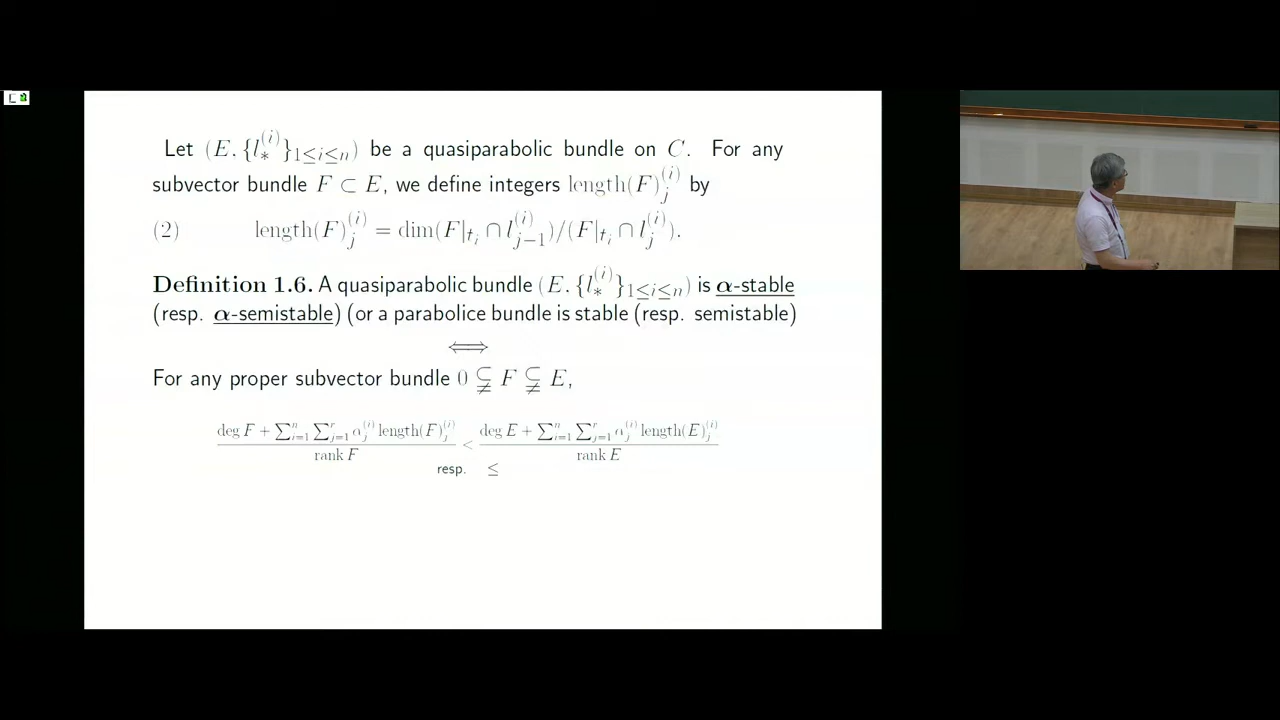 Let (E, {l_*^{(i)}}_{1≤i≤n}) be a quasiparabolic bundle on C. For any
subvector bundle F ⊂ E, we define integers length(F)_j^{(i)} by
(2) length(F)_j^{(i)} = dim(F|_{t_i} ∩ l_{j-1}^{(i)})/(F|_{t_i} ∩ l_j^{(i)}).
Definition 1.6. A quasiparabolic bundle (E, {l_*^{(i)}}_{1≤i≤n}) is α-stable
(resp. α-semistable) (or a parabolice bundle is stable (resp. semistable)
⟺
For any proper subvector bundle 0 ⊊ F ⊊ E,
\frac{deg F + ∑_{i=1}^{n} ∑_{j=1}^{r} α_j^{(i)} length(F)_j^{(i)}}{rank F} < \frac{deg E + ∑_{i=1}^{n} ∑_{j=1}^{r} α_j^{(i)} length(E)_j^{(i)}}{rank E}
resp. ≤